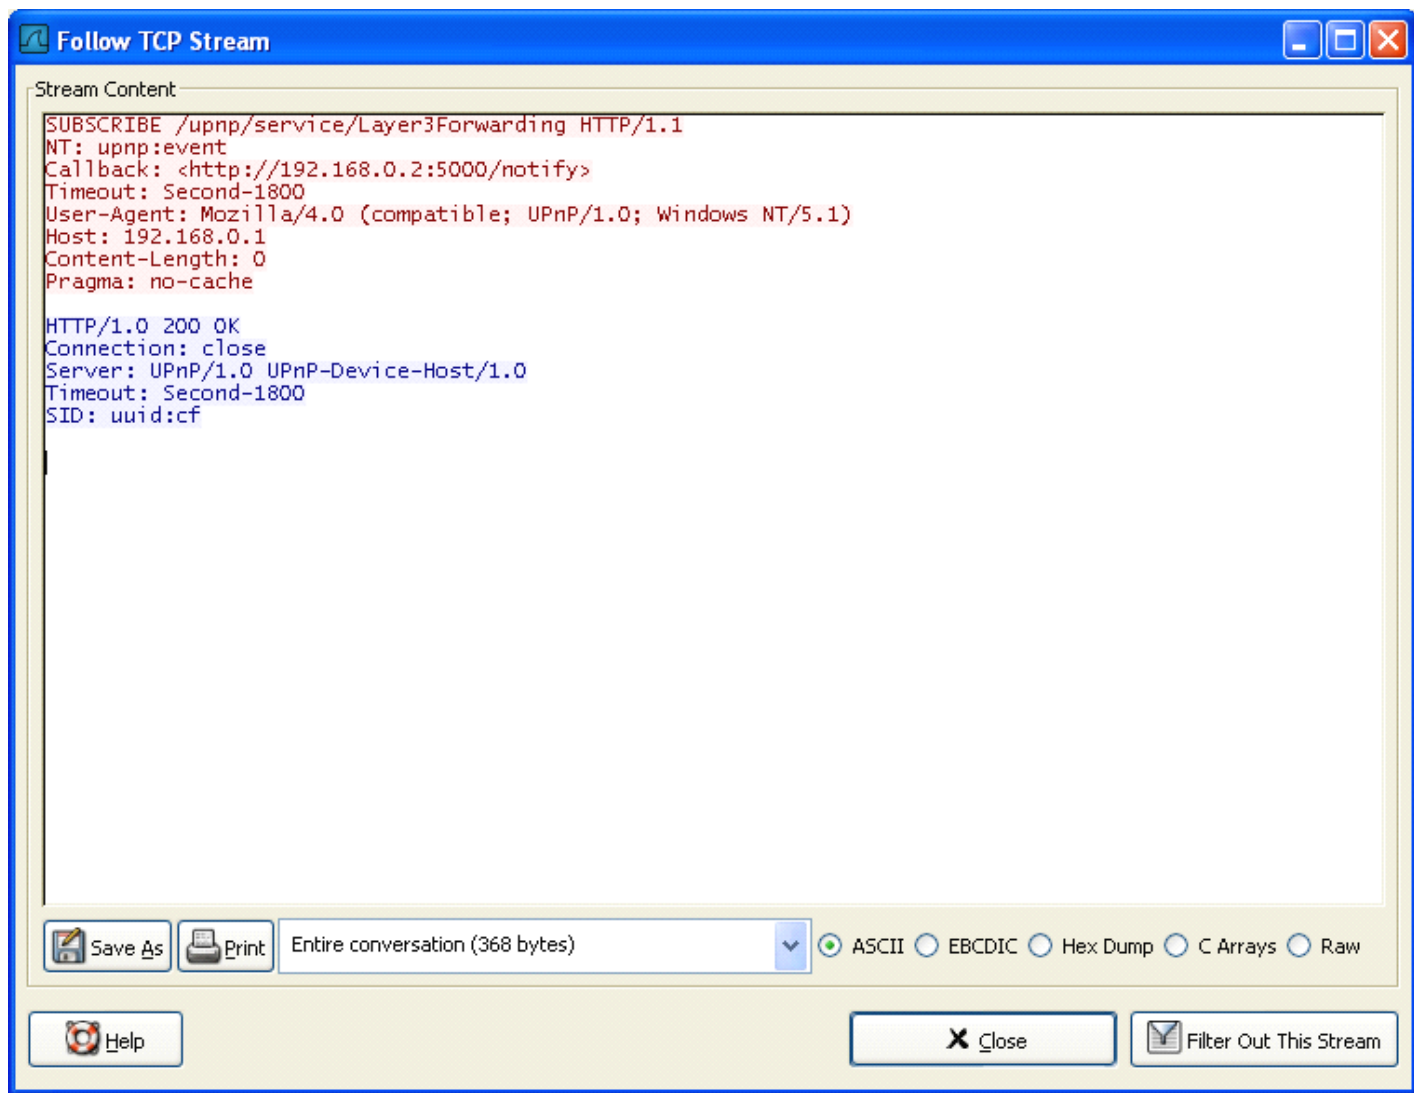 Follow TCP Stream
Stream Content
SUBSCRIBE /upnp/service/Layer3Forwarding HTTP/1.1
NT: upnp:event
Callback: <http://192.168.0.2:5000/notify>
Timeout: Second-1800
User-Agent: Mozilla/4.0 (compatible; UPnP/1.0; Windows NT/5.1)
Host: 192.168.0.1
Content-Length: 0
Pragma: no-cache
HTTP/1.0 200 OK
Connection: close
Server: UPnP/1.0 UPnP-Device-Host/1.0
Timeout: Second-1800
SID: uuid:cf
Save As Print Entire conversation (368 bytes) ASCII EBCDIC Hex Dump C Arrays Raw
Help Close Filter Out This Stream